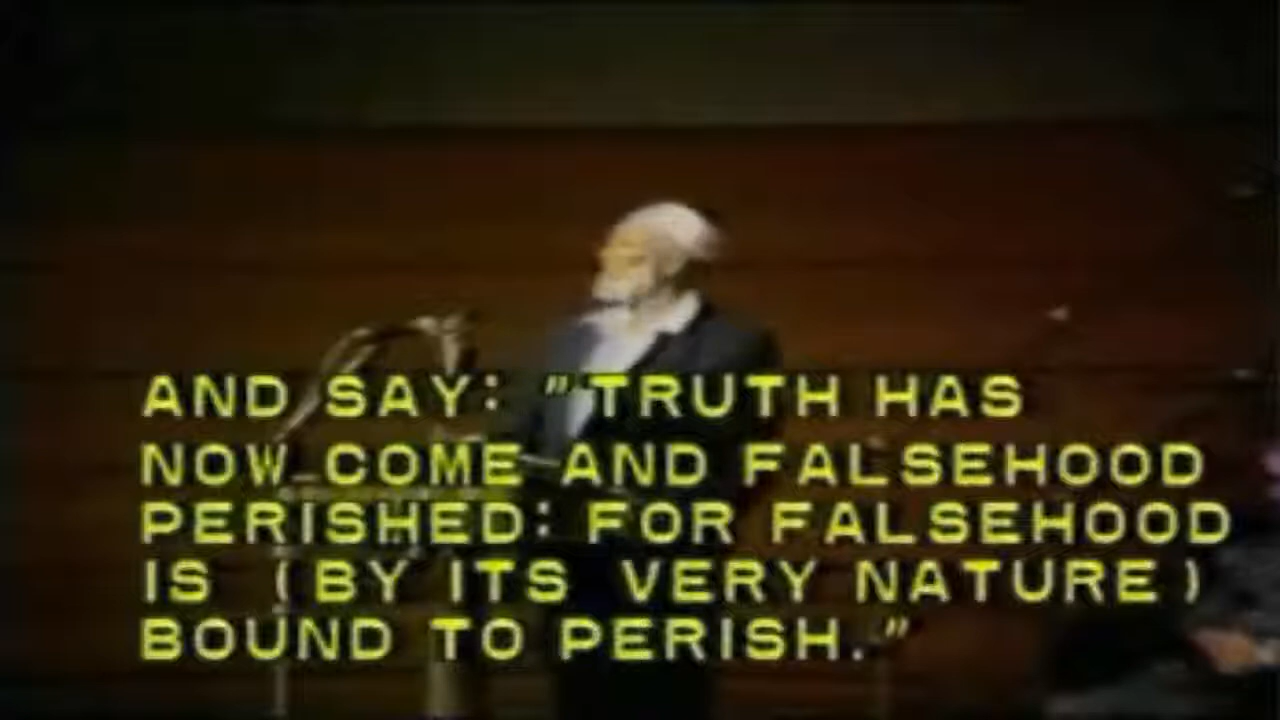 AND SAY: "TRUTH HAS
NOW COME AND FALSEHOOD
PERISHED: FOR FALSEHOOD
IS (BY ITS VERY NATURE)
BOUND TO PERISH."